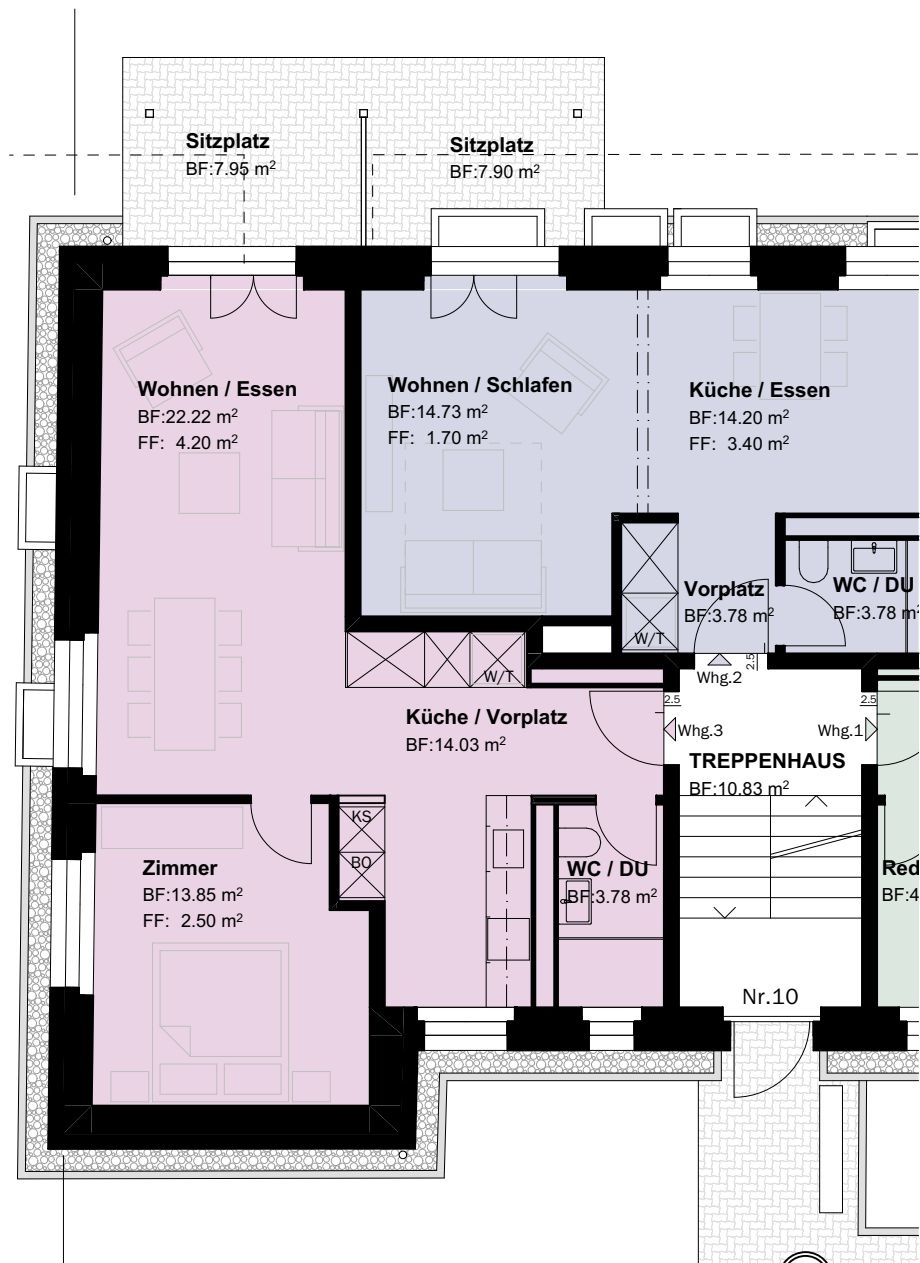 Sitzplatz
BF:7.95 m²
Sitzplatz
BF:7.90 m²
Wohnen / Essen
BF:22.22 m²
FF: 4.20 m²
Wohnen / Schlafen
BF:14.73 m²
FF: 1.70 m²
Küche / Essen
BF:14.20 m²
FF: 3.40 m²
Vorplatz
BF:3.78 m²
WC / DU
BF:3.78 m²
W/T
W/T
2.5
Whg.2
Küche / Vorplatz
BF:14.03 m²
2.5
Whg.3
2.5
Whg.1
TREPPENHAUS
BF:10.83 m²
KS
BO
Zimmer
BF:13.85 m²
FF: 2.50 m²
WC / DU
BF:3.78 m²
Red
BF:4
Nr.10